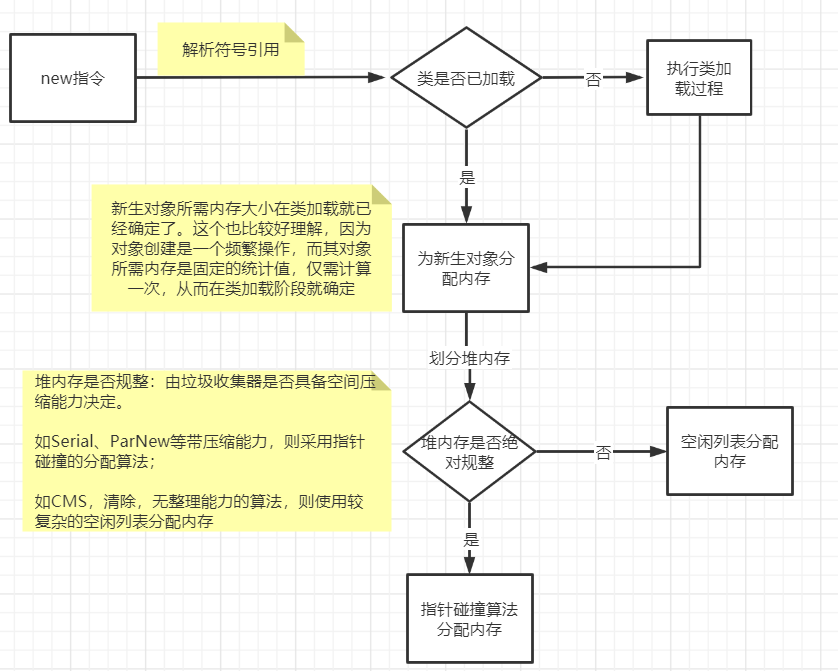 解析符号引用
new指令
类是否已加载
否
执行类加
载过程
是
新生对象所需内存大小在类加载就已
经确定了。这个也比较好理解，因为
对象创建是一个频繁操作，而其对象
所需内存是固定的统计值，仅需计算
一次，从而在类加载阶段就确定
为新生对象分
配内存
划分堆内存
堆内存是否规整：由垃圾收集器是否具备空间压
缩能力决定。
如Serial、ParNew等带压缩能力，则采用指针
碰撞的分配算法；
如CMS，清除，无整理能力的算法，则使用较
复杂的空闲列表分配内存
堆内存是否绝
对规整
否
空闲列表分配
内存
是
指针碰撞算法
分配内存